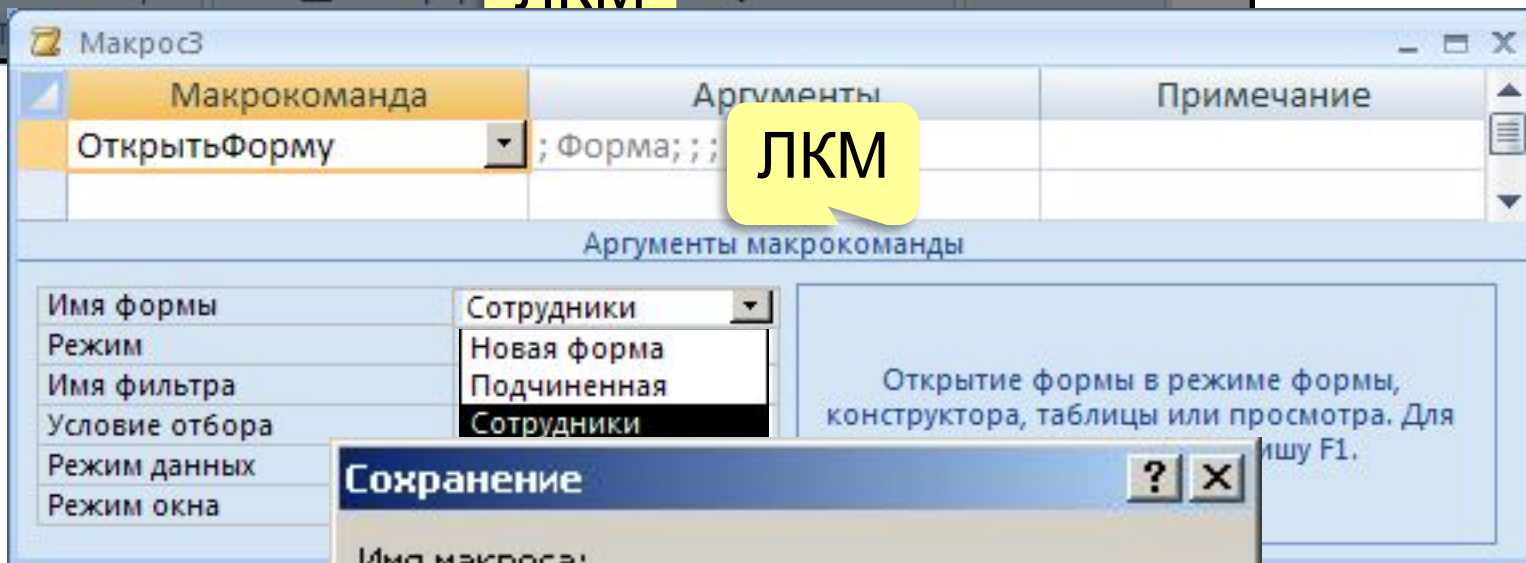 ЛКМ
Макрос3
Макрокоманда Аргументы Примечание
ОткрытьФорму ; Форма; ; ;
ЛКМ
Аргументы макрокоманды
Имя формы Сотрудники
Режим Новая форма
Имя фильтра Подчиненная
Условие отбора Сотрудники
Режим данных
Режим окна
Открытие формы в режиме формы,
конструктора, таблицы или просмотра. Для
ишу F1.
Сохранение
Имя макроса: